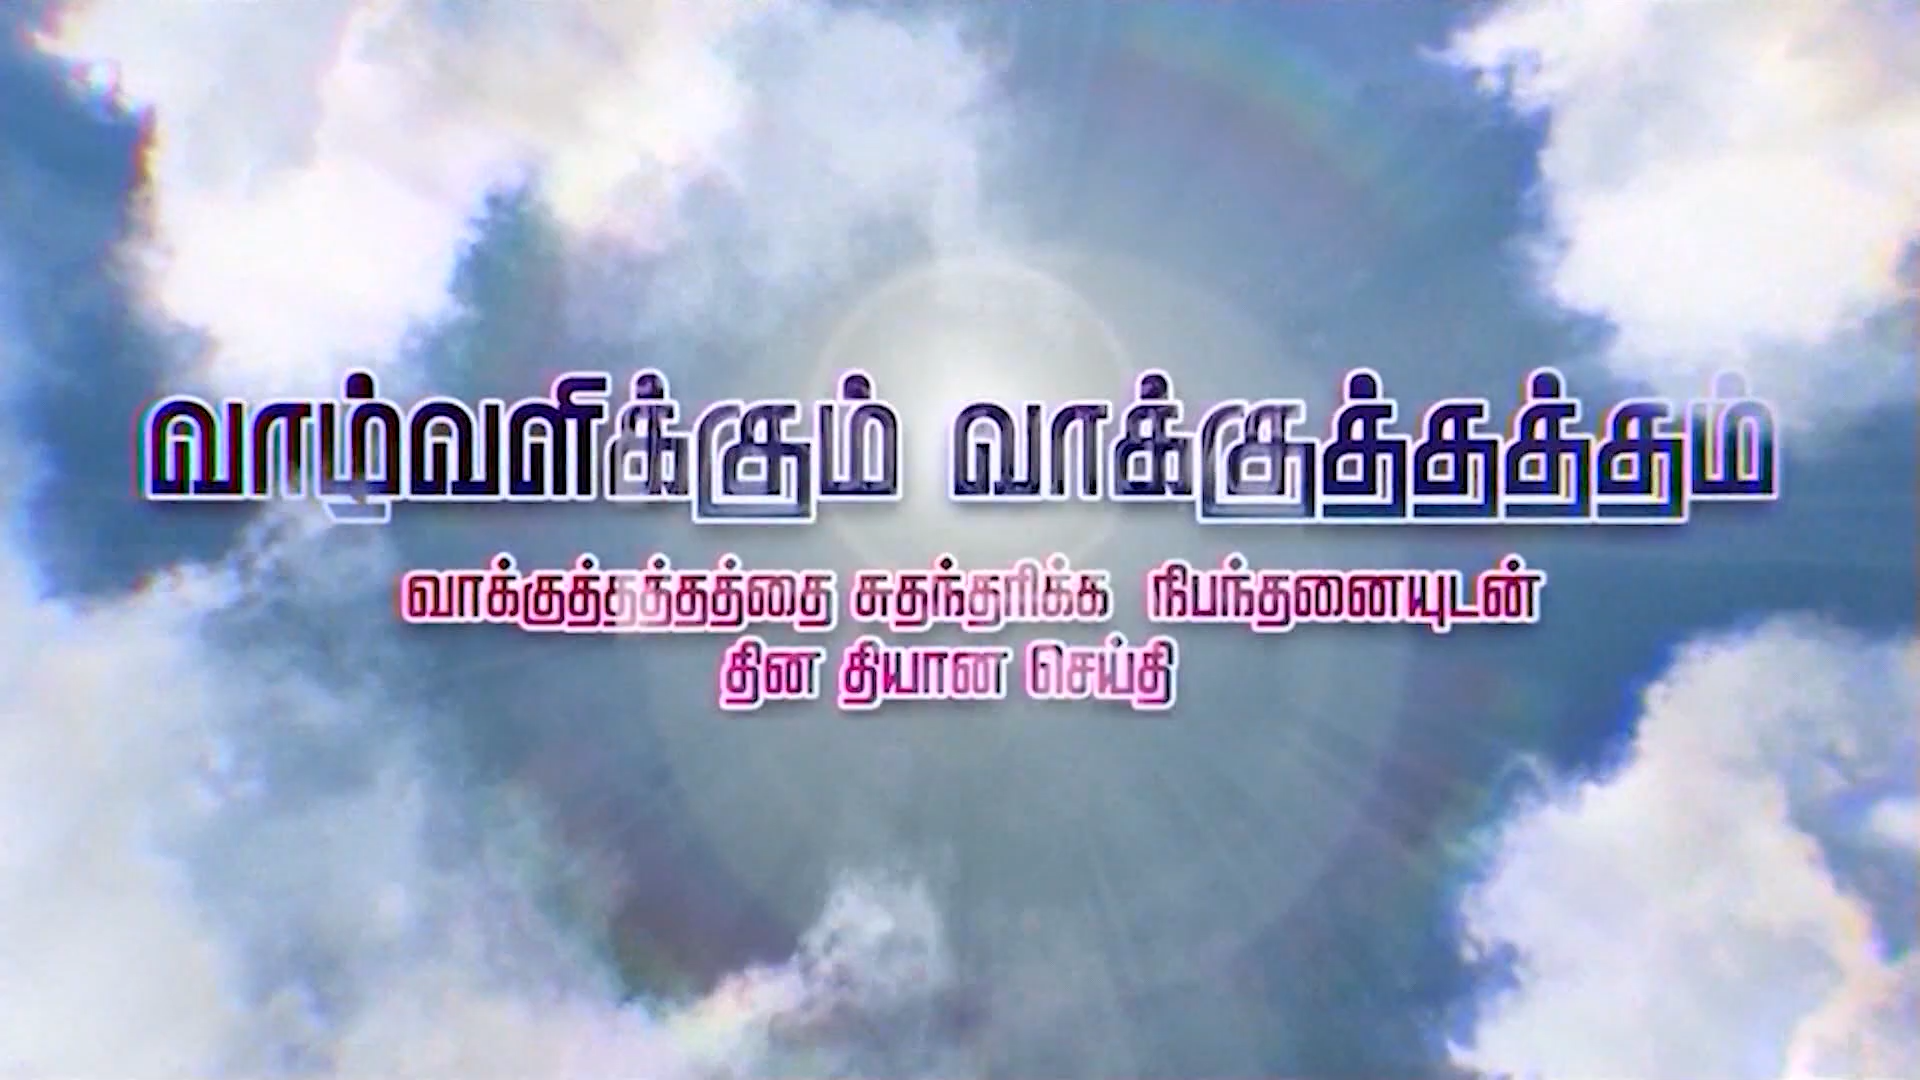 வாழ்வளிக்கும் வாக்குத்தத்தம்
வாக்குத்தத்தத்தை சுதந்தரிக்க நிபந்தனையுடன்
தின தியான செய்தி